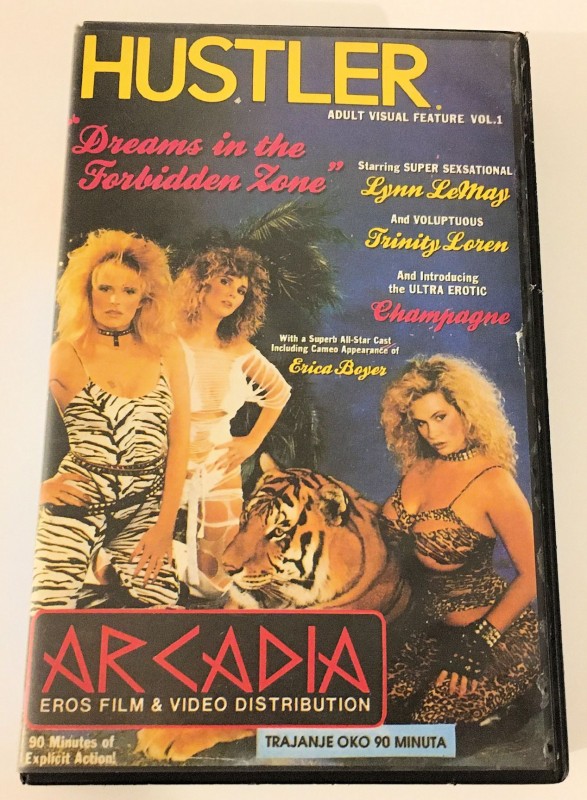 HUSTLER.
ADULT VISUAL FEATURE VOL.1
"Dreams in the
Forbidden Zone"
Starring SUPER SEXSATIONAL
Lynn LeMay
And VOLUPTUOUS
Trinity Loren
And Introducing
the ULTRA EROTIC
Champagne
With a Superb All-Star Cast
Including Cameo Appearance of
Erica Boyer
ARCADIA
EROS FILM & VIDEO DISTRIBUTION
90 Minutes of
Explicit Action!
TRAJANJE OKO 90 MINUTA